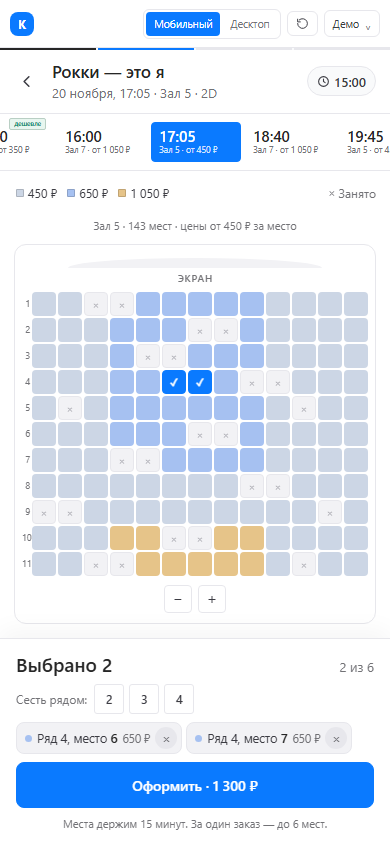 К
Мобильный Десктоп Демо
Рокки — это я
20 ноября, 17:05 · Зал 5 · 2D
15:00
дешевле
0 16:00 17:05 18:40 19:45
от 350 ₽ Зал 7 · от 1 050 ₽ Зал 5 · от 450 ₽ Зал 7 · от 1 050 ₽ Зал 5 · от 4
450 ₽ 650 ₽ 1 050 ₽ × Занято
Зал 5 · 143 мест · цены от 450 ₽ за место
ЭКРАН
1 × ×
2 × ×
3 × ×
4 ✓ ✓ × ×
5 × ×
6 × ×
7 × ×
8 × ×
9 × × ×
10 × ×
11 × × ×
− +
Выбрано 2 2 из 6
Сесть рядом: 2 3 4
Ряд 4, место 6 650 ₽ × Ряд 4, место 7 650 ₽ ×
Оформить · 1 300 ₽
Места держим 15 минут. За один заказ — до 6 мест.